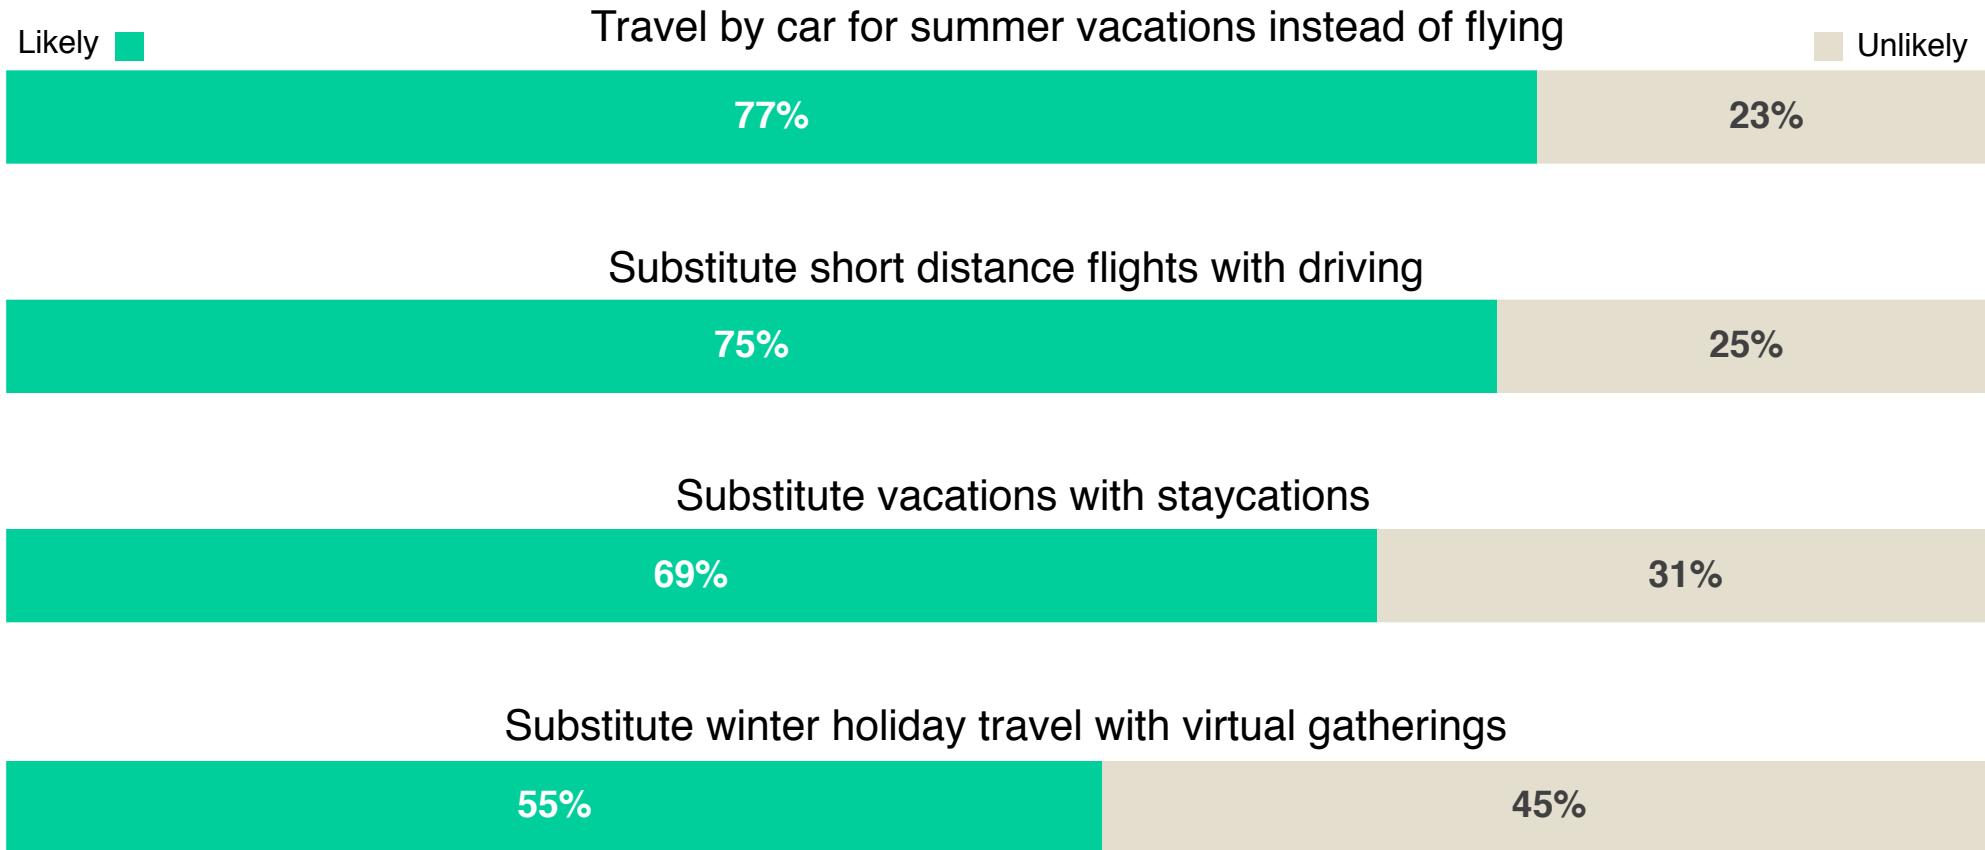 Travel by car for summer vacations instead of flying
Likely
Unlikely
77%
23%
Substitute short distance flights with driving
75%
25%
Substitute vacations with staycations
69%
31%
Substitute winter holiday travel with virtual gatherings
55%
45%